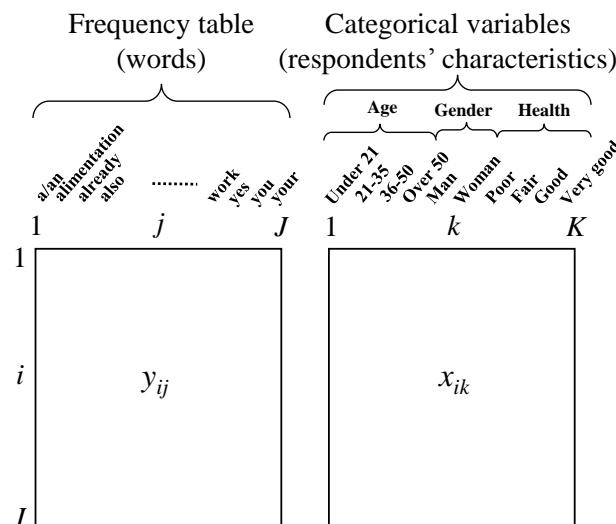 Frequency table
(words)
Categorical variables
(respondents' characteristics)
Age
Gender
Health
a/an
alimentation
already
also
work
yes
you
your
Under 21
21-35
36-50
Over 50
Man
Woman
Poor
Fair
Good
Very good
1 j J
1 k K
1
i
y_ij
x_ik
I